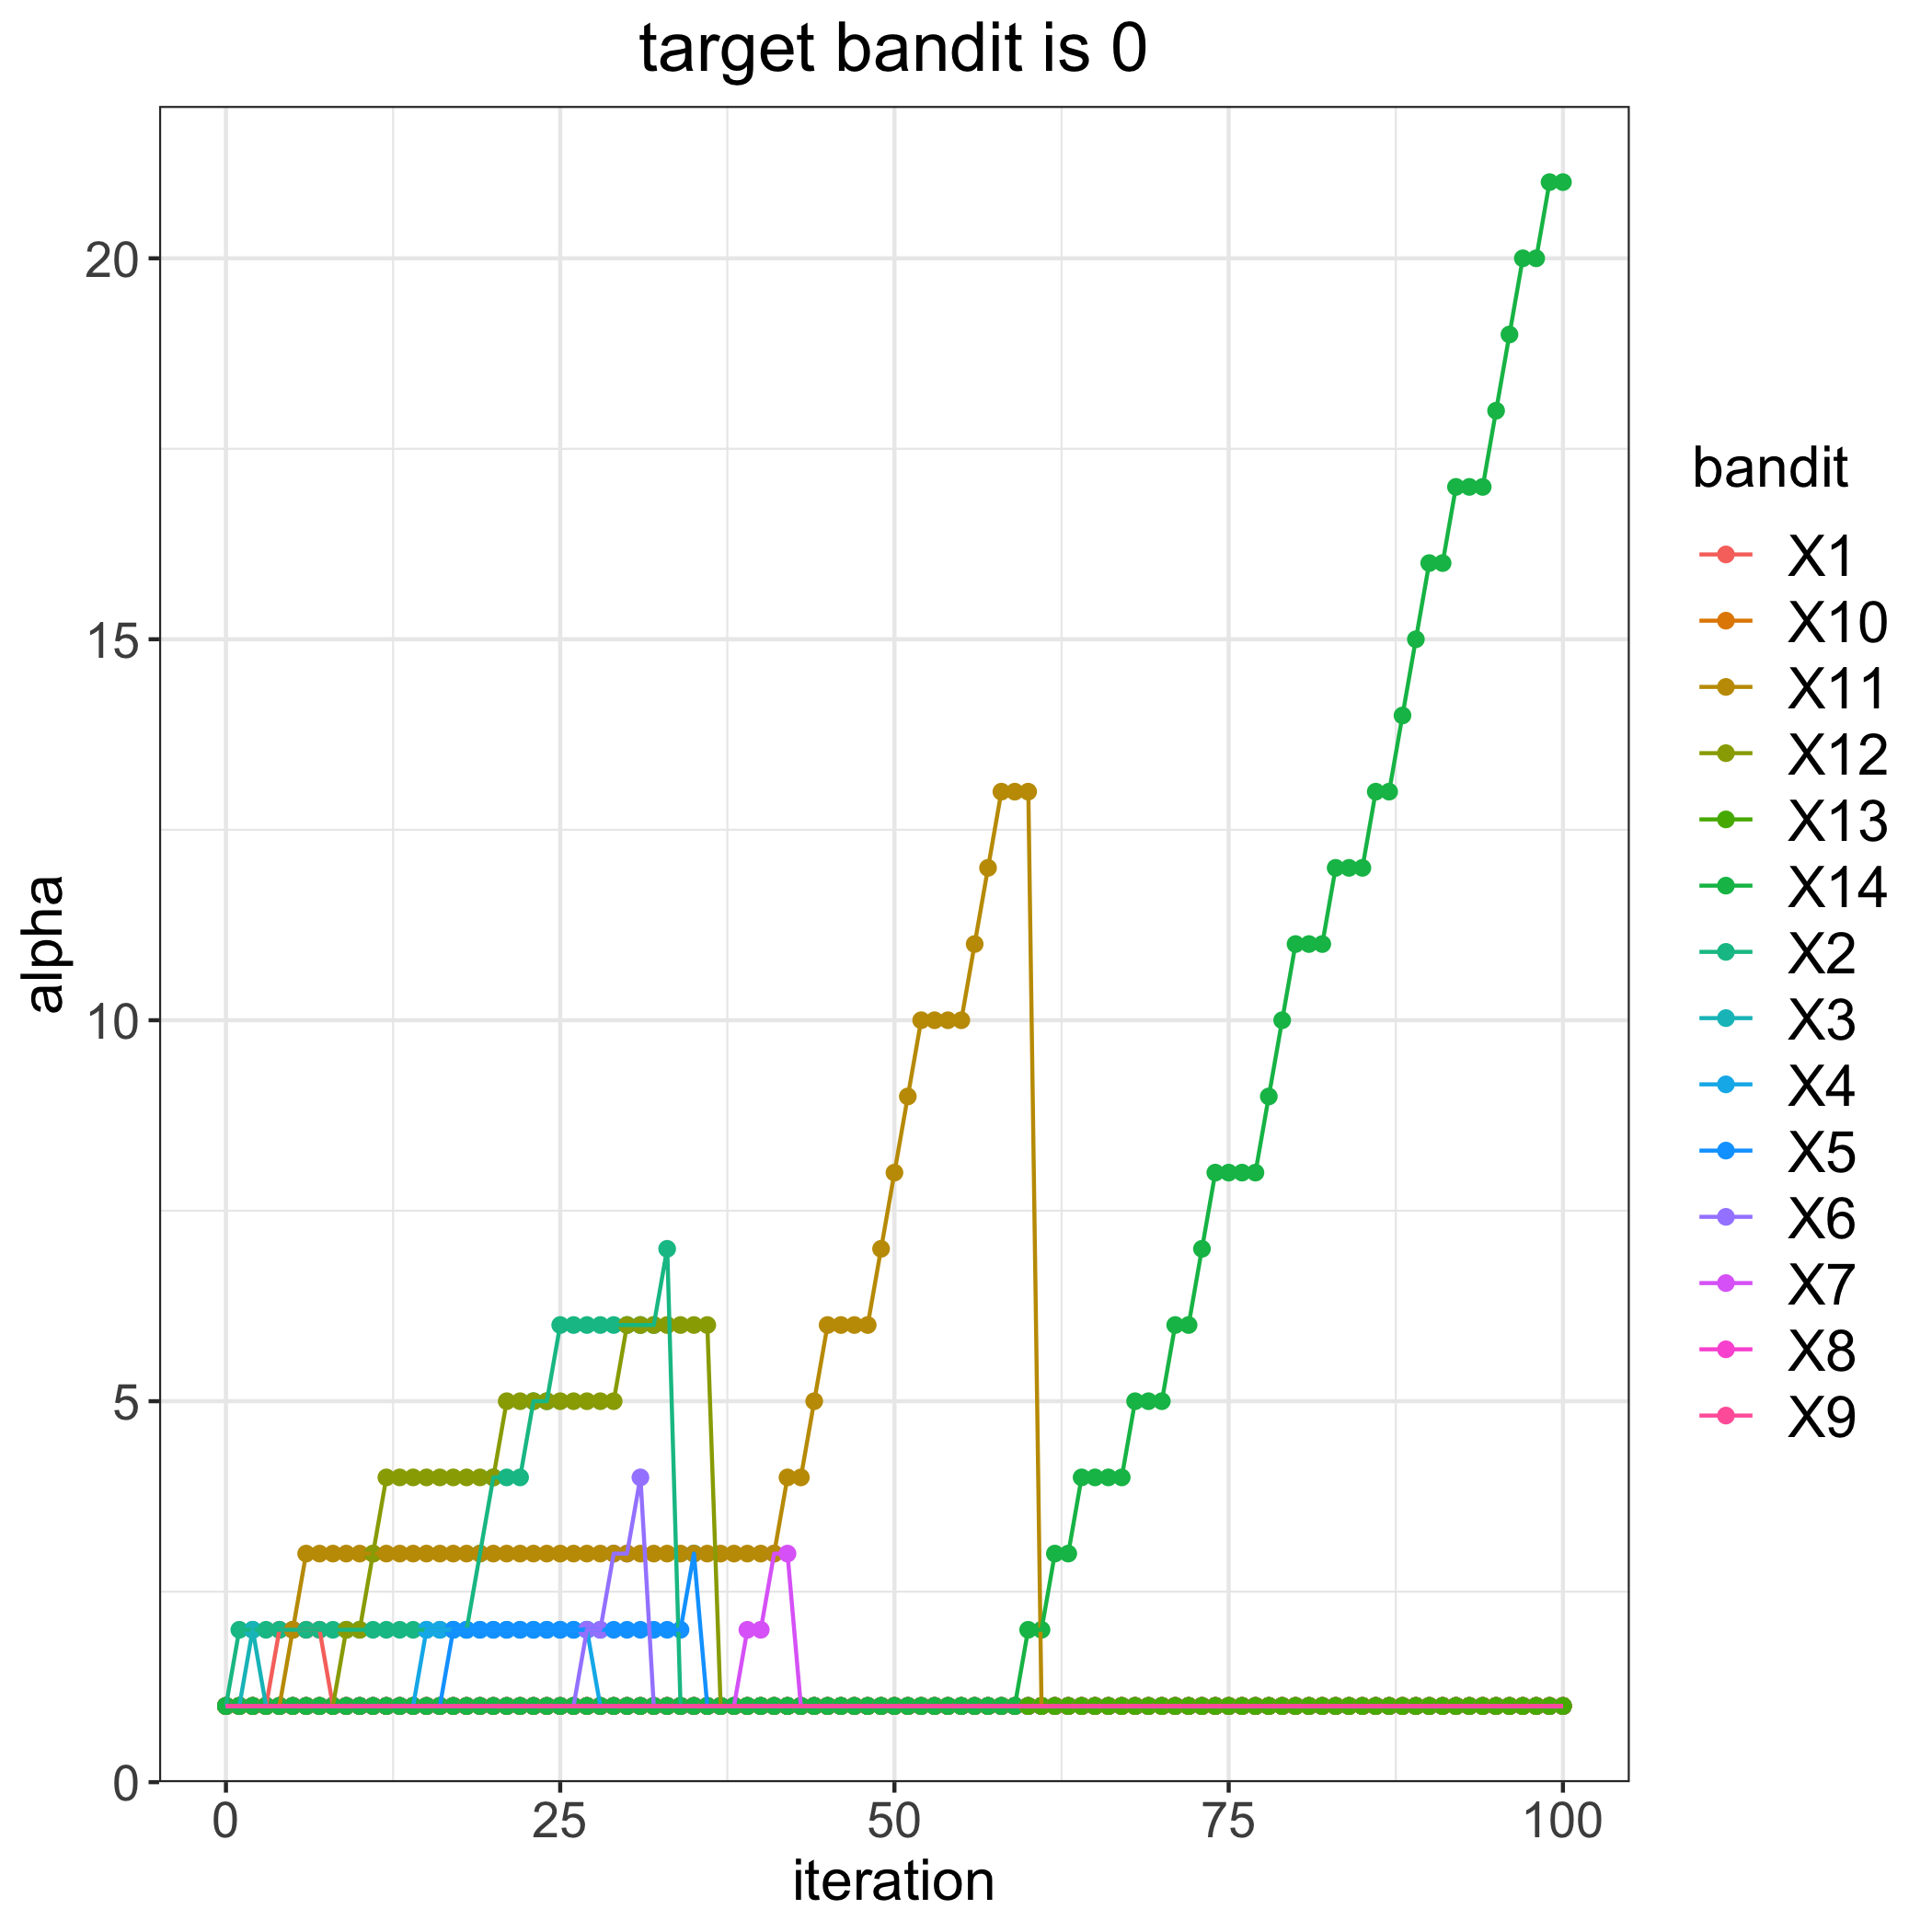 target bandit is 0
alpha
20
15
10
5
0
0 25 50 75 100
iteration
bandit
X1
X10
X11
X12
X13
X14
X2
X3
X4
X5
X6
X7
X8
X9